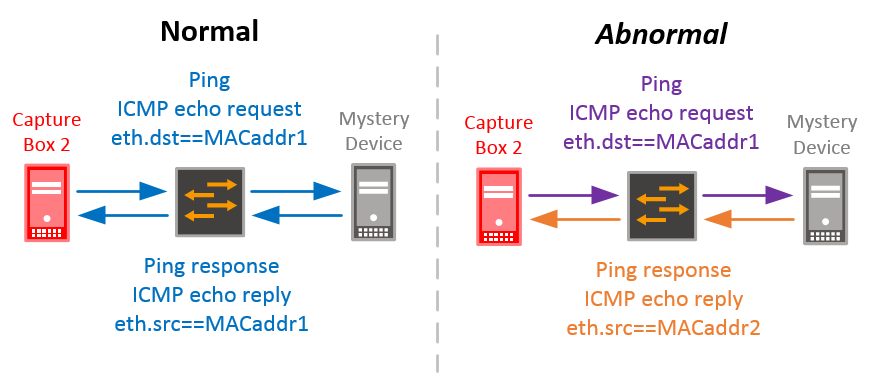 Normal
Ping
ICMP echo request
eth.dst==MACaddr1
Capture
Box 2
Mystery
Device
Ping response
ICMP echo reply
eth.src==MACaddr1
Abnormal
Ping
ICMP echo request
eth.dst==MACaddr1
Capture
Box 2
Mystery
Device
Ping response
ICMP echo reply
eth.src==MACaddr2